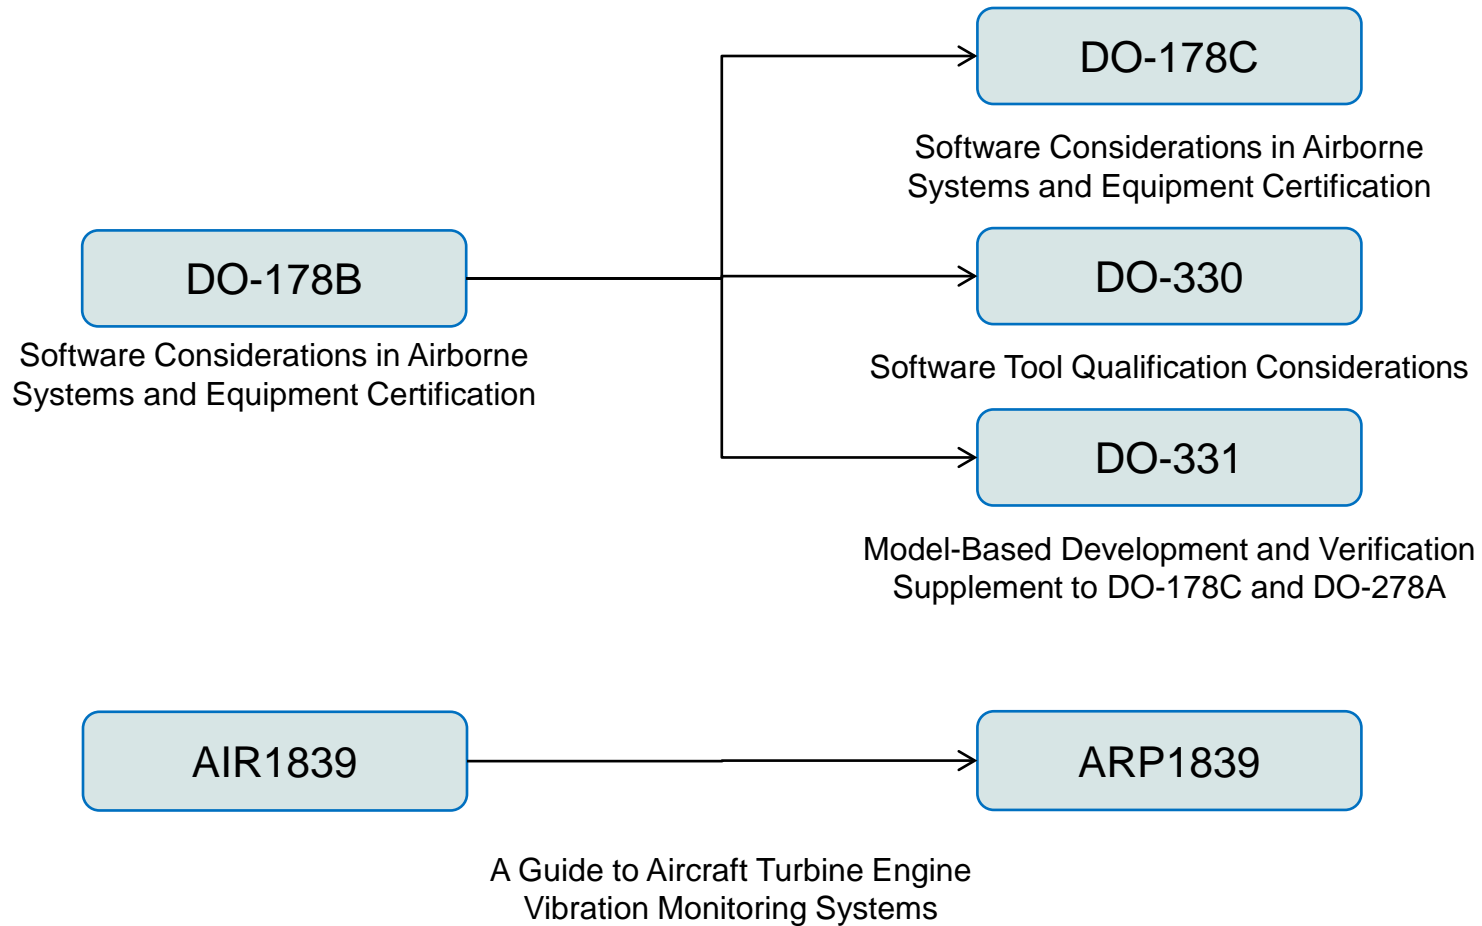 DO-178C
Software Considerations in Airborne
Systems and Equipment Certification
DO-178B
Software Considerations in Airborne
Systems and Equipment Certification
DO-330
Software Tool Qualification Considerations
DO-331
Model-Based Development and Verification
Supplement to DO-178C and DO-278A
AIR1839
ARP1839
A Guide to Aircraft Turbine Engine
Vibration Monitoring Systems